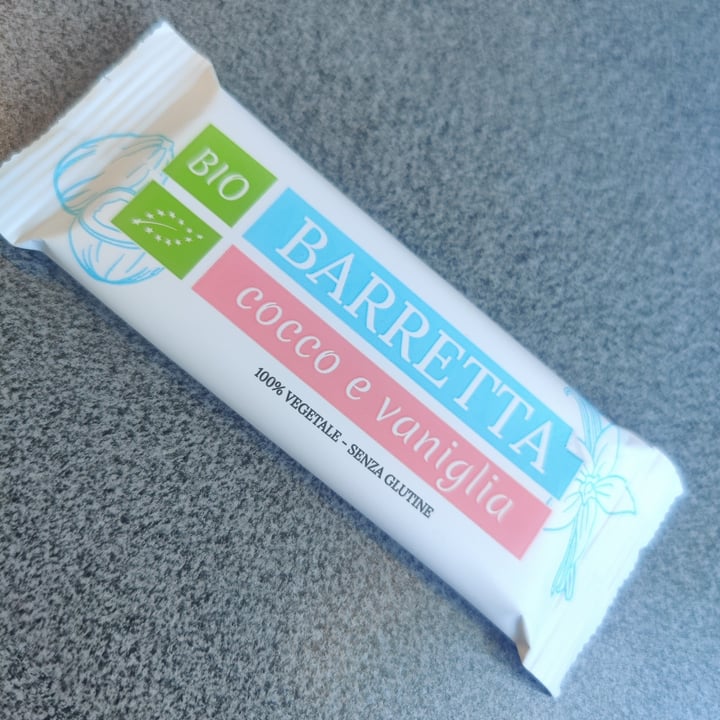 BIO
BARRETTA
cocco e vaniglia
100% VEGETALE - SENZA GLUTINE